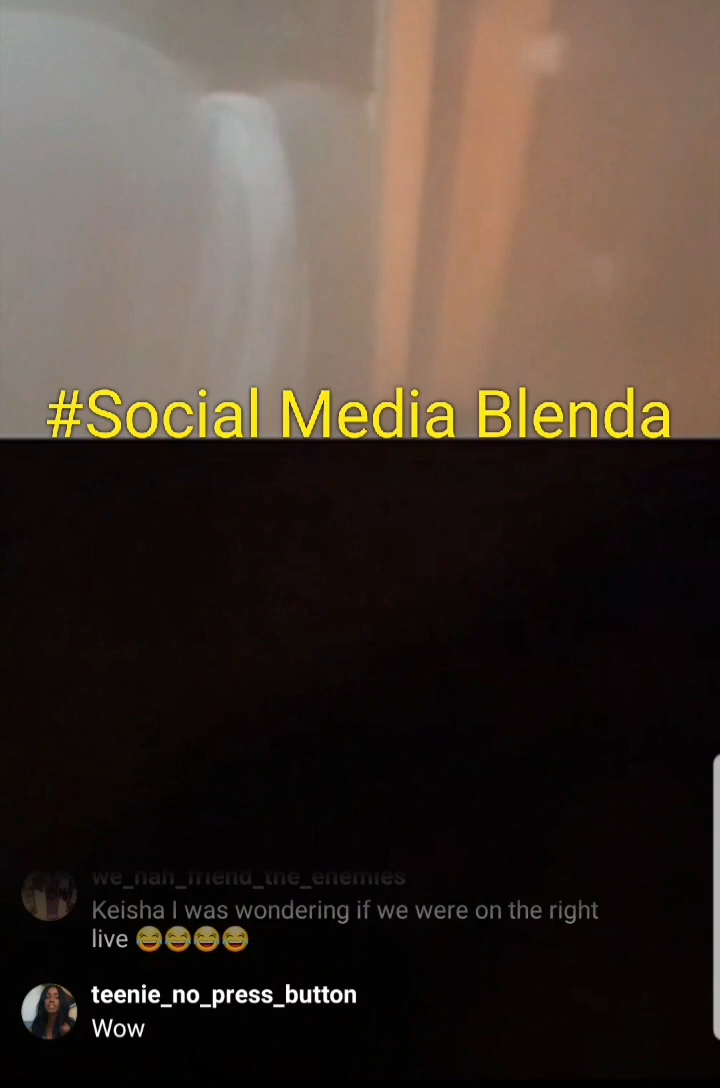 #Social Media Blenda
we_nah_friend_the_enemies
Keisha I was wondering if we were on the right
live 😂😂😂😂
teenie_no_press_button
Wow